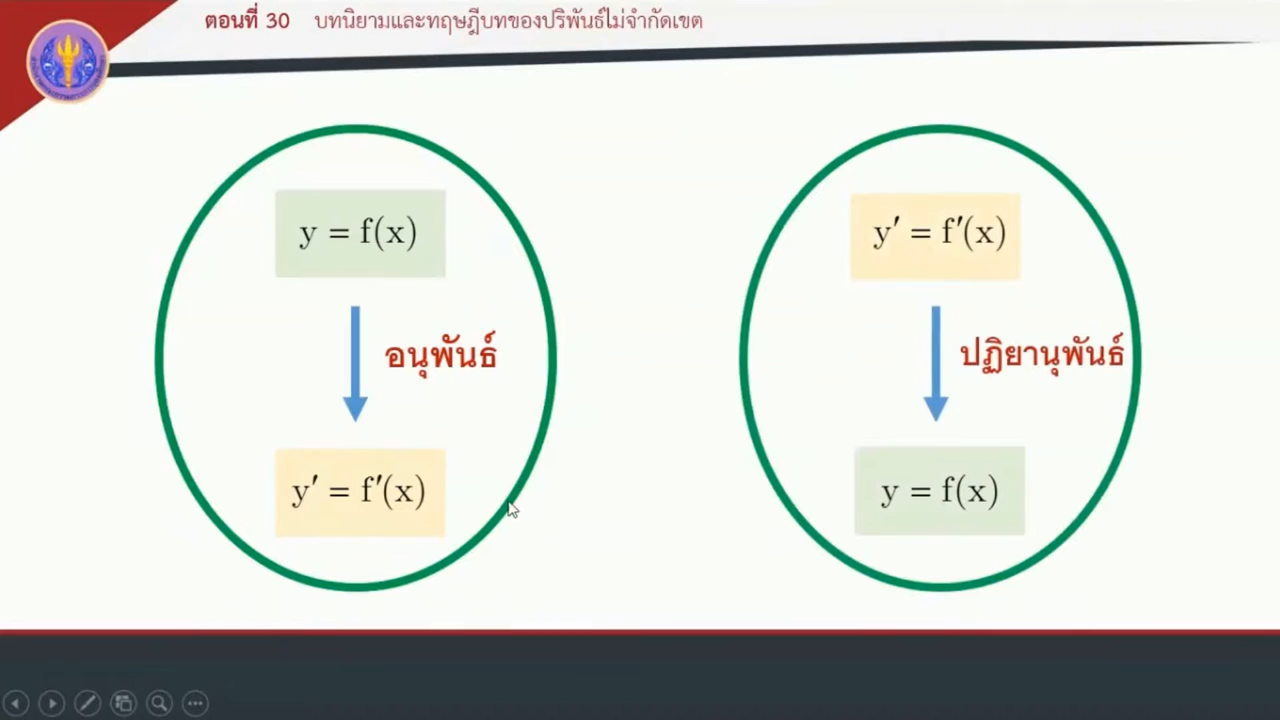 ตอนที่ 30 บทนิยามและทฤษฎีบทของปริพันธ์ไม่จำกัดเขต
y = f(x)
อนุพันธ์
y′ = f′(x)
y′ = f′(x)
ปฏิยานุพันธ์
y = f(x)